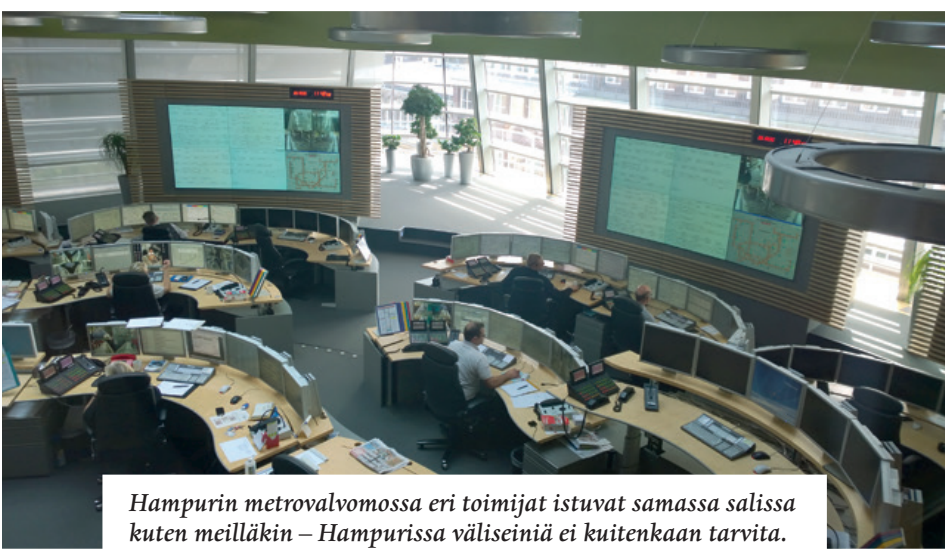 Hampurin metrovalvomossa eri toimijat istuvat samassa salissa
kuten meilläkin – Hampurissa väliseiniä ei kuitenkaan tarvita.